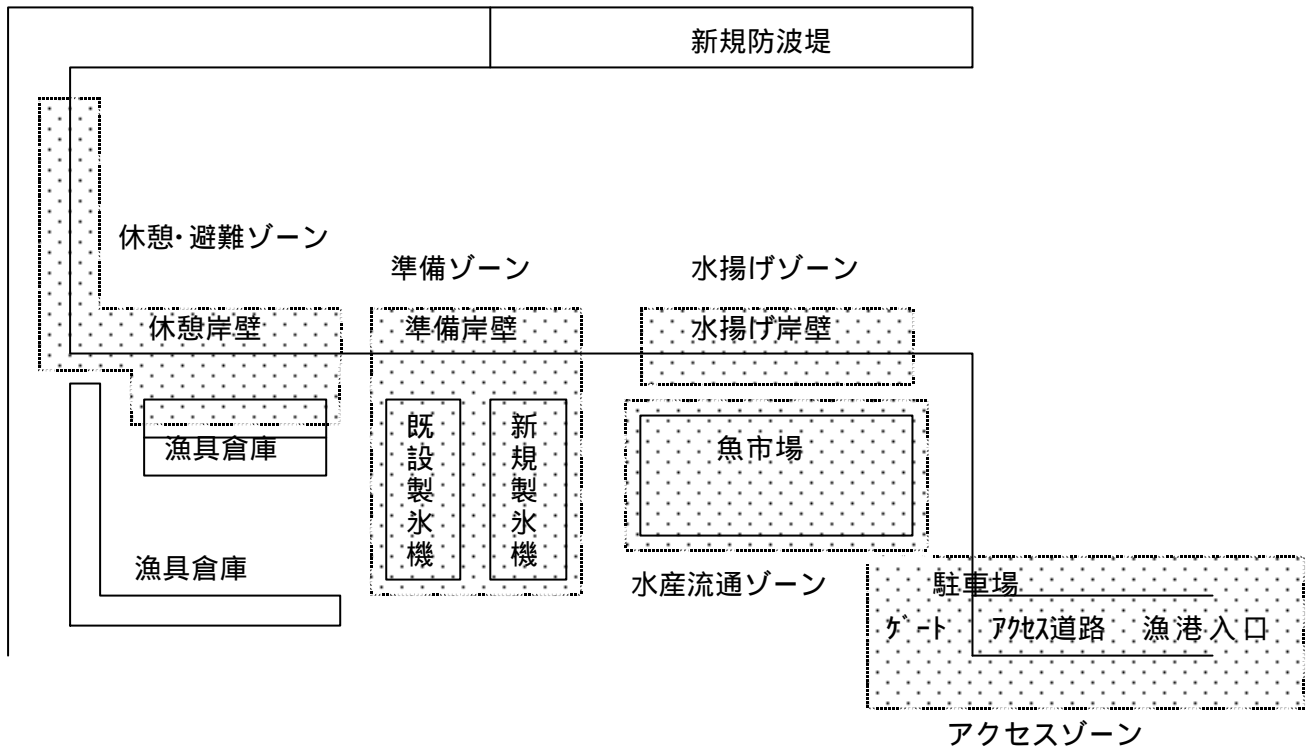 新規防波堤
休憩・避難ゾーン
準備ゾーン
水揚げゾーン
休憩岸壁
準備岸壁
水揚げ岸壁
漁具倉庫
既設製氷機
新規製氷機
魚市場
漁具倉庫
水産流通ゾーン
駐車場
ｹﾞｰﾄ
ｱｸｾｽ道路
漁港入口
アクセスゾーン